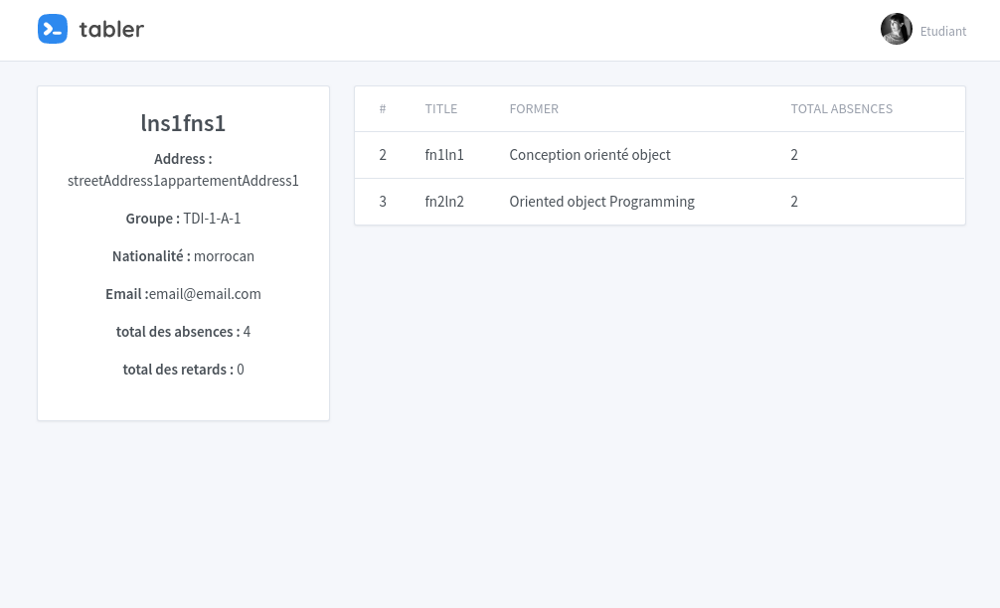 tabler
Etudiant
lns1fns1
Address :
streetAddress1appartementAddress1
Groupe : TDI-1-A-1
Nationalité : morrocan
Email :email@email.com
total des absences : 4
total des retards : 0
# TITLE FORMER TOTAL ABSENCES
2 fn1ln1 Conception orienté object 2
3 fn2ln2 Oriented object Programming 2